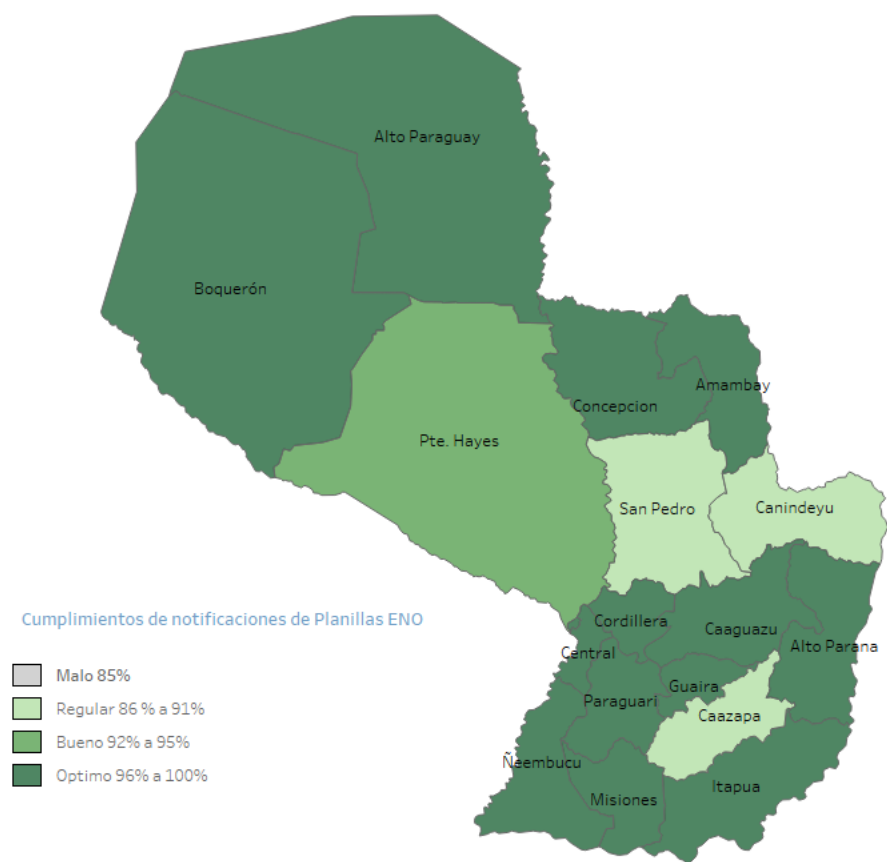 Alto Paraguay
Boquerón
Amambay
Concepcion
Pte. Hayes
San Pedro
Canindeyu
Cumplimientos de notificaciones de Planillas ENO
Cordillera
Caaguazu
Central
Alto Parana
Guaira
Paraguari
Caazapa
Ñeembucu
Itapua
Misiones
Malo 85%
Regular 86 % a 91%
Bueno 92% a 95%
Optimo 96% a 100%